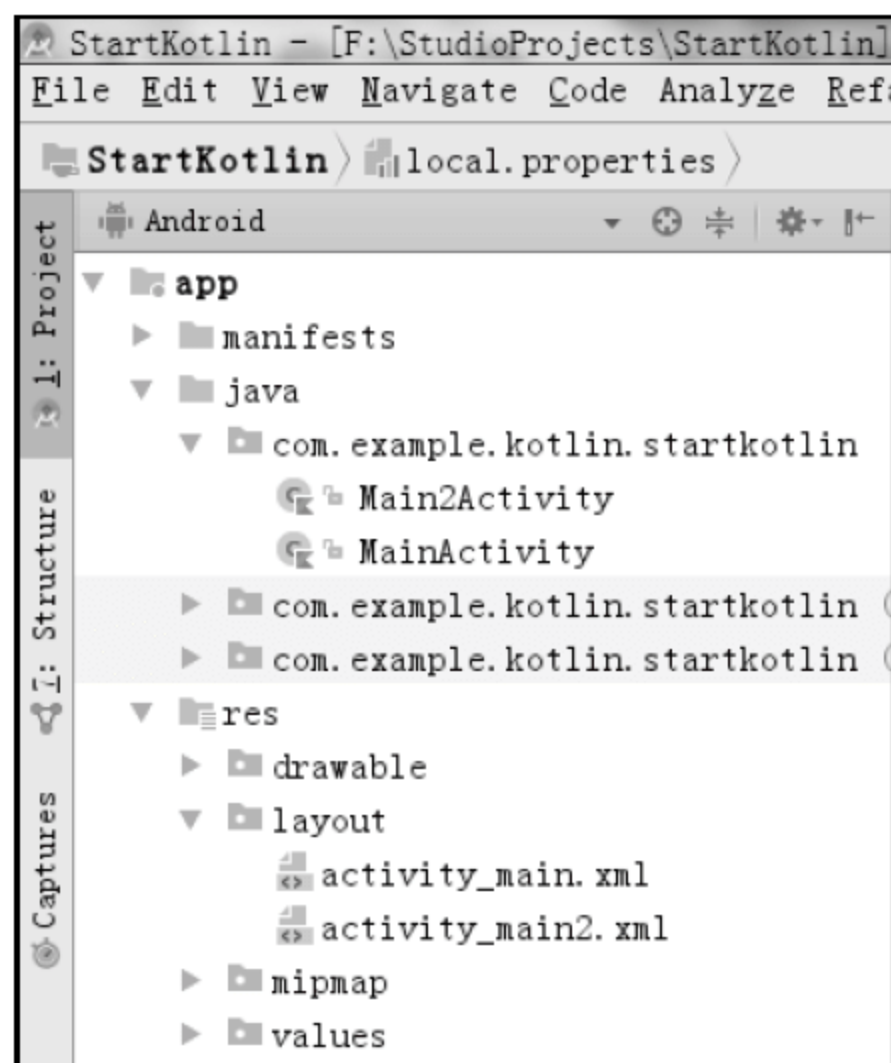 StartKotlin - [F:\StudioProjects\StartKotlin]
File Edit View Navigate Code Analyze
StartKotlin local.properties
Android
1: Project
7: Structure
Captures
app
manifests
java
com.example.kotlin.startkotlin
Main2Activity
MainActivity
com.example.kotlin.startkotlin (
com.example.kotlin.startkotlin (
res
drawable
layout
activity_main.xml
activity_main2.xml
mipmap
values